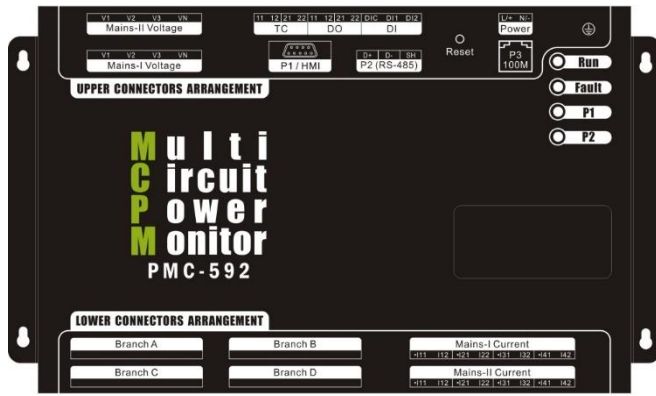 V1 V2 V3 VN
Mains-II Voltage
11 12 21 22 11 12 21 22 DIC DI1 DI2
TC DO DI
L/+ N/-
Power
V1 V2 V3 VN
Mains-I Voltage
P1 / HMI
D+ D- SH
P2 (RS-485)
Reset
P3
100M
Run
Fault
P1
P2
UPPER CONNECTORS ARRANGEMENT
Multi
Circuit
Power
Monitor
PMC-592
LOWER CONNECTORS ARRANGEMENT
Branch A
Branch B
Mains-I Current
•I11 I12 •I21 I22 •I31 I32 •I41 I42
Branch C
Branch D
Mains-II Current
•I11 I12 •I21 I22 •I31 I32 •I41 I42